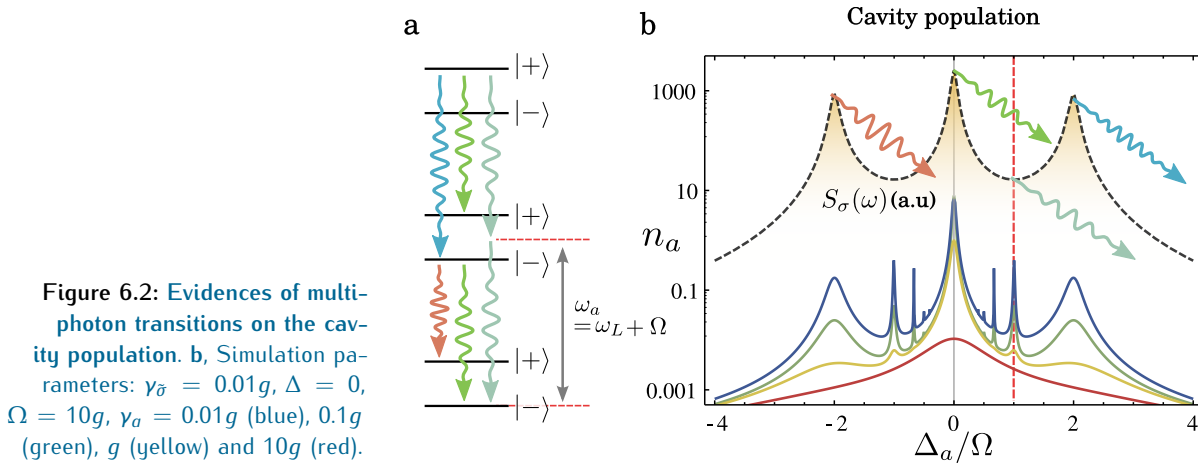 Figure 6.2: Evidences of multi-
photon transitions on the cav-
ity population. b, Simulation pa-
rameters: γ_σ̃ = 0.01g, Δ = 0,
Ω = 10g, γ_a = 0.01g (blue), 0.1g
(green), g (yellow) and 10g (red).
a
|+⟩
|−⟩
|+⟩
|−⟩
|+⟩
|−⟩
ω_a
=ω_L + Ω
b
Cavity population
1000
10
0.1
0.001
n_a
S_σ(ω) (a.u)
-4 -2 0 2 4
Δ_a/Ω